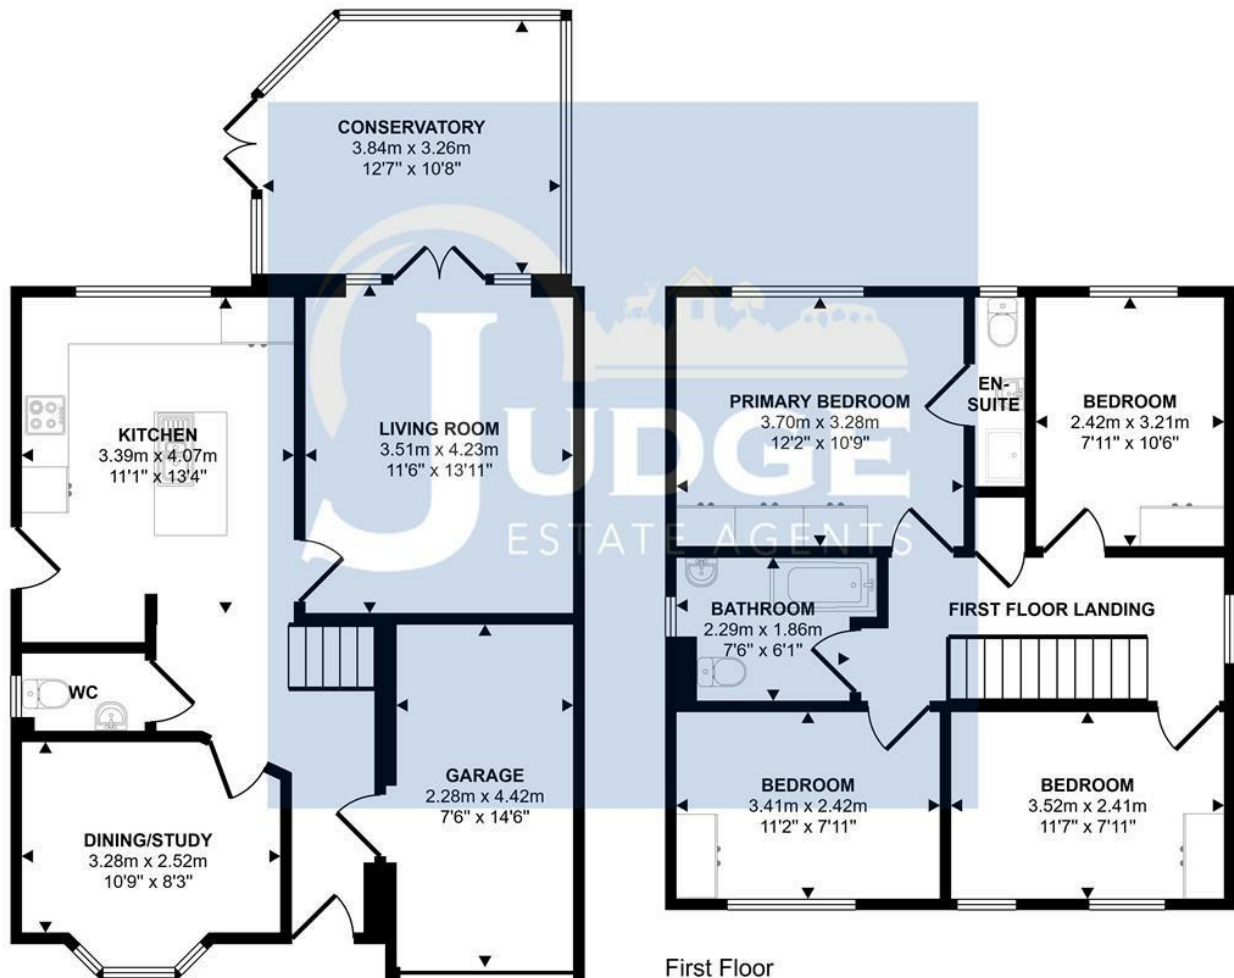 CONSERVATORY
3.84m x 3.26m
12'7" x 10'8"
KITCHEN
3.39m x 4.07m
11'1" x 13'4"
LIVING ROOM
3.51m x 4.23m
11'6" x 13'11"
WC
DINING/STUDY
3.28m x 2.52m
10'9" x 8'3"
GARAGE
2.28m x 4.42m
7'6" x 14'6"
JUDGE
ESTATE AGENTS
PRIMARY BEDROOM
3.70m x 3.28m
12'2" x 10'9"
EN-
SUITE
BEDROOM
2.42m x 3.21m
7'11" x 10'6"
BATHROOM
2.29m x 1.86m
7'6" x 6'1"
FIRST FLOOR LANDING
BEDROOM
3.41m x 2.42m
11'2" x 7'11"
BEDROOM
3.52m x 2.41m
11'7" x 7'11"
First Floor